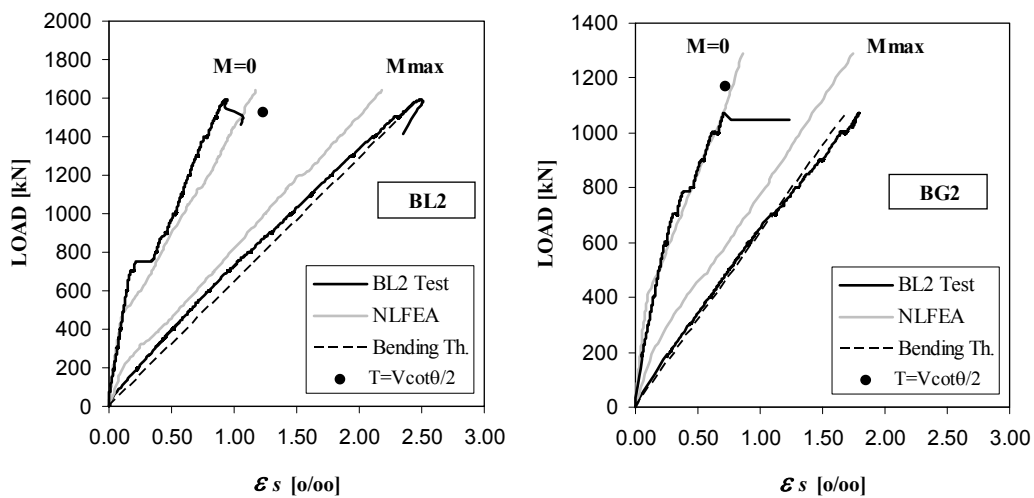 2000
1800
1600
1400
1200
1000
800
600
400
200
0
LOAD [kN]
M=0
Mmax
BL2
BL2 Test
NLFEA
Bending Th.
T=Vcotθ/2
0.00 0.50 1.00 1.50 2.00 2.50 3.00
ε s [o/oo]
1400
1200
1000
800
600
400
200
0
LOAD [kN]
M=0
Mmax
BG2
BL2 Test
NLFEA
Bending Th.
T=Vcotθ/2
0.00 0.50 1.00 1.50 2.00 2.50 3.00
ε s [o/oo]